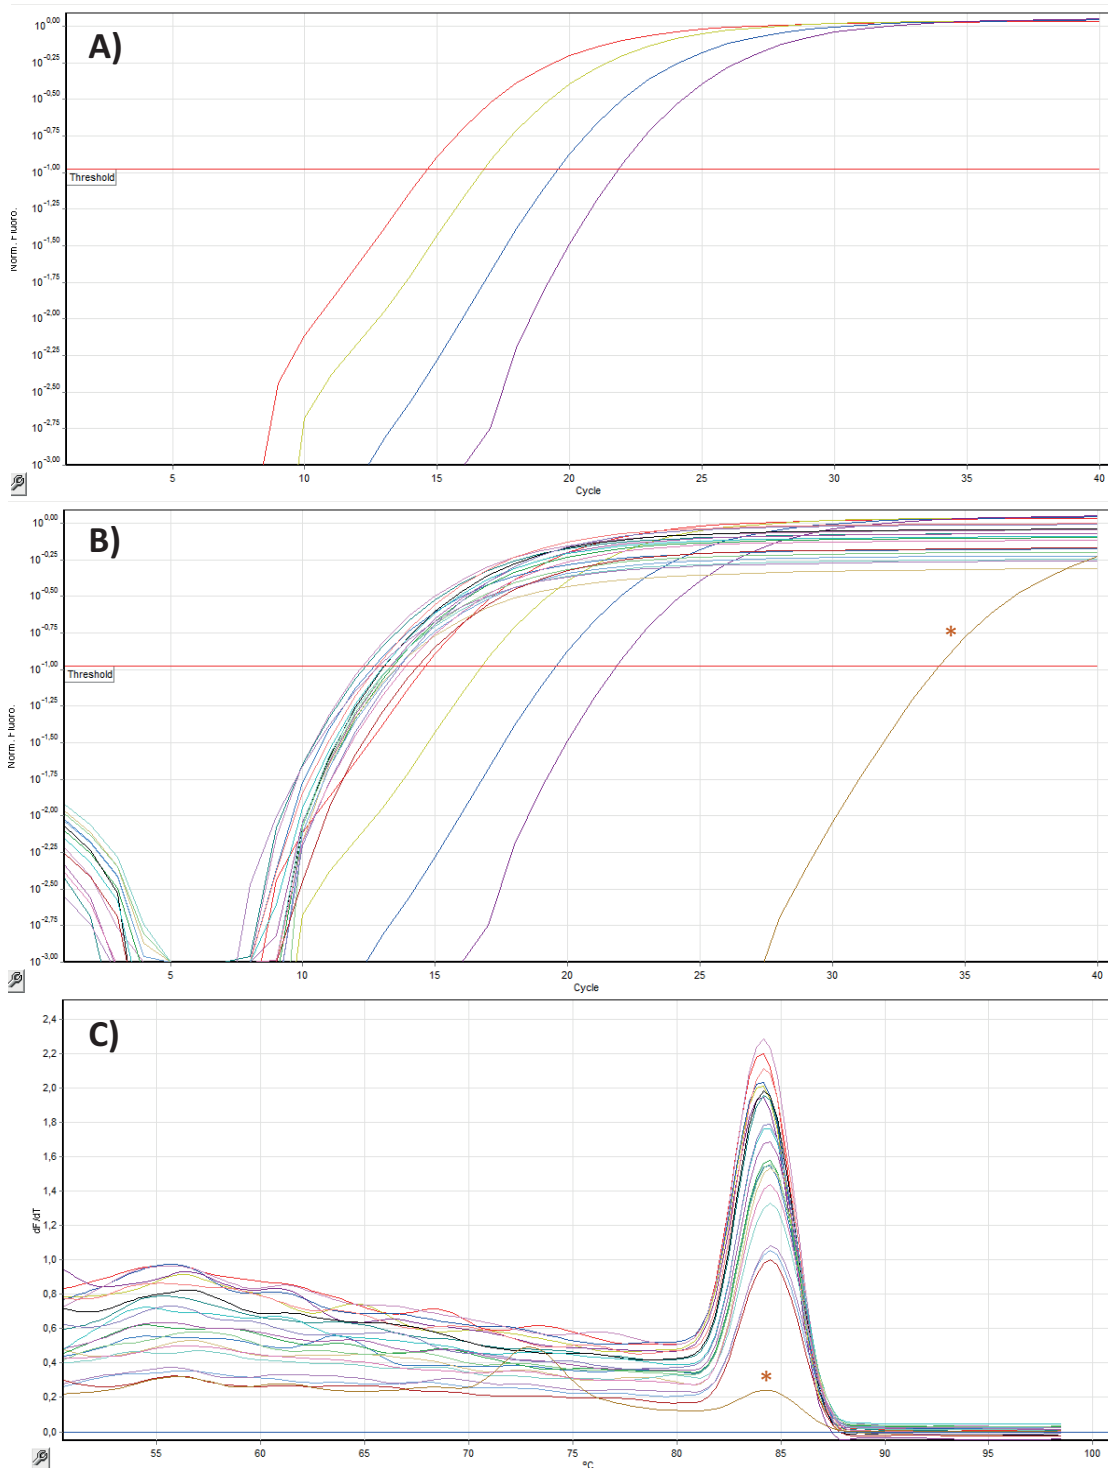 A)
10^0,00
10^-0,25
10^-0,50
10^-0,75
10^-1,00
Threshold
10^-1,25
10^-1,50
10^-1,75
10^-2,00
10^-2,25
10^-2,50
10^-2,75
10^-3,00
Norm. Fluoro.
5 10 15 20 25 30 35 40
Cycle
B)
10^0,00
10^-0,25
10^-0,50
10^-0,75
*
10^-1,00
Threshold
10^-1,25
10^-1,50
10^-1,75
10^-2,00
10^-2,25
10^-2,50
10^-2,75
10^-3,00
Norm. Fluoro.
5 10 15 20 25 30 35 40
Cycle
C)
2,4
2,2
2,0
1,8
1,6
1,4
1,2
1,0
0,8
0,6
0,4
*
0,2
0,0
dF/dT
55 60 65 70 75 80 85 90 95 100
ºC